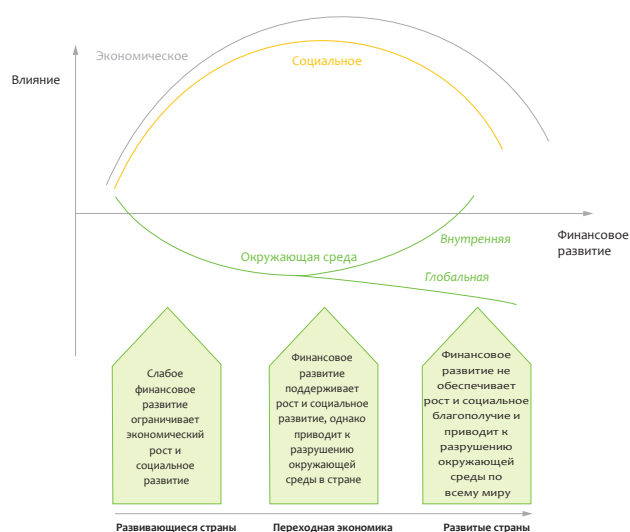 Экономическое
Социальное
Влияние
Финансовое
развитие
Внутренняя
Окружающая среда
Глобальная
Слабое
финансовое
развитие
ограничивает
экономический
рост и
социальное
развитие
Финансовое
развитие
поддерживает
рост и социальное
развитие, однако
приводит к
разрушению
окружающей
среды в стране
Финансовое
развитие не
обеспечивает
рост и социальное
благополучие и
приводит к
разрушению
окружающей
среды по
всему миру
Развивающиеся страны
Переходная экономика
Развитые страны